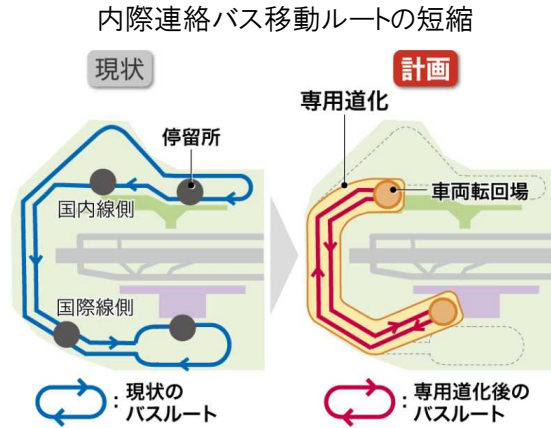 内際連絡バス移動ルートの短縮
現状
計画
専用道化
停留所
車両転回場
国内線側
国際線側
：現状の
バスルート
：専用道化後の
バスルート